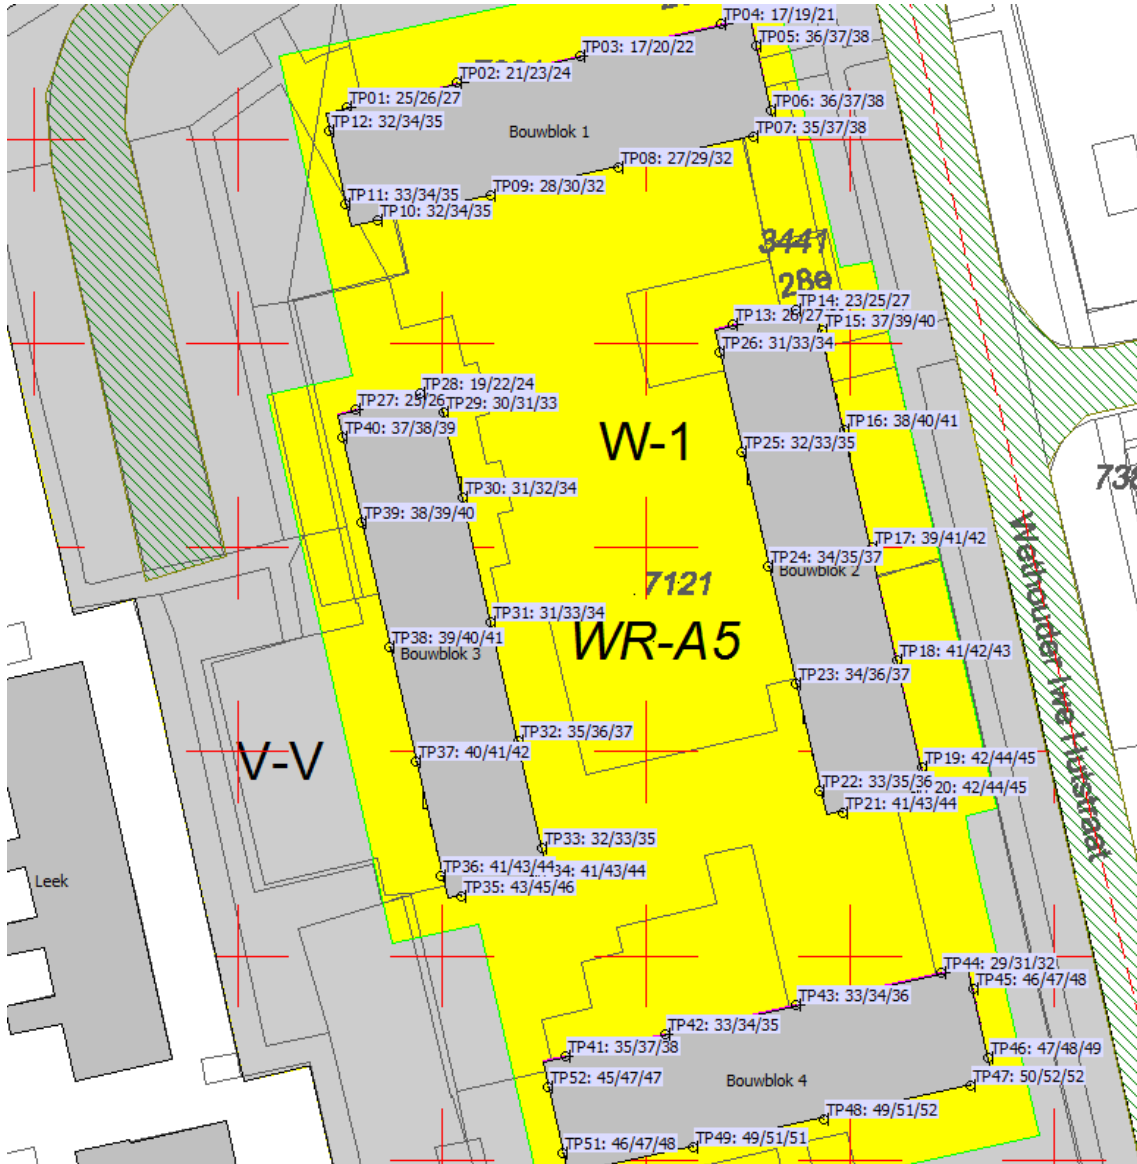 TP04: 17/19/21
TP05: 36/37/38
TP03: 17/20/22
TP02: 21/23/24
TP01: 25/26/27
TP06: 36/37/38
TP12: 32/34/35
Bouwblok 1
TP07: 35/37/38
TP08: 27/29/32
TP09: 28/30/32
TP11: 33/34/35
TP10: 32/34/35
3441
280
TP14: 23/25/27
TP13: 26/27
TP15: 37/39/40
TP26: 31/33/34
TP28: 19/22/24
TP27: 25/26
TP29: 30/31/33
TP16: 38/40/41
TP40: 37/38/39
W-1
TP25: 32/33/35
738
TP30: 31/32/34
TP39: 38/39/40
TP17: 39/41/42
TP24: 34/35/37
Bouwblok 2
7121
TP31: 31/33/34
WR-A5
TP38: 39/40/41
Bouwblok 3
TP18: 41/42/43
Wethouder Iwe Hutstraat
TP23: 34/36/37
TP32: 35/36/37
V-V
TP37: 40/41/42
TP19: 42/44/45
TP22: 33/35/36
20: 42/44/45
TP21: 41/43/44
TP33: 32/33/35
TP36: 41/43/44
34: 41/43/44
Leek
TP35: 43/45/46
TP44: 29/31/32
TP45: 46/47/48
TP43: 33/34/36
TP42: 33/34/35
TP41: 35/37/38
TP46: 47/48/49
TP52: 45/47/47
Bouwblok 4
TP47: 50/52/52
TP48: 49/51/52
TP51: 46/47/48
TP49: 49/51/51